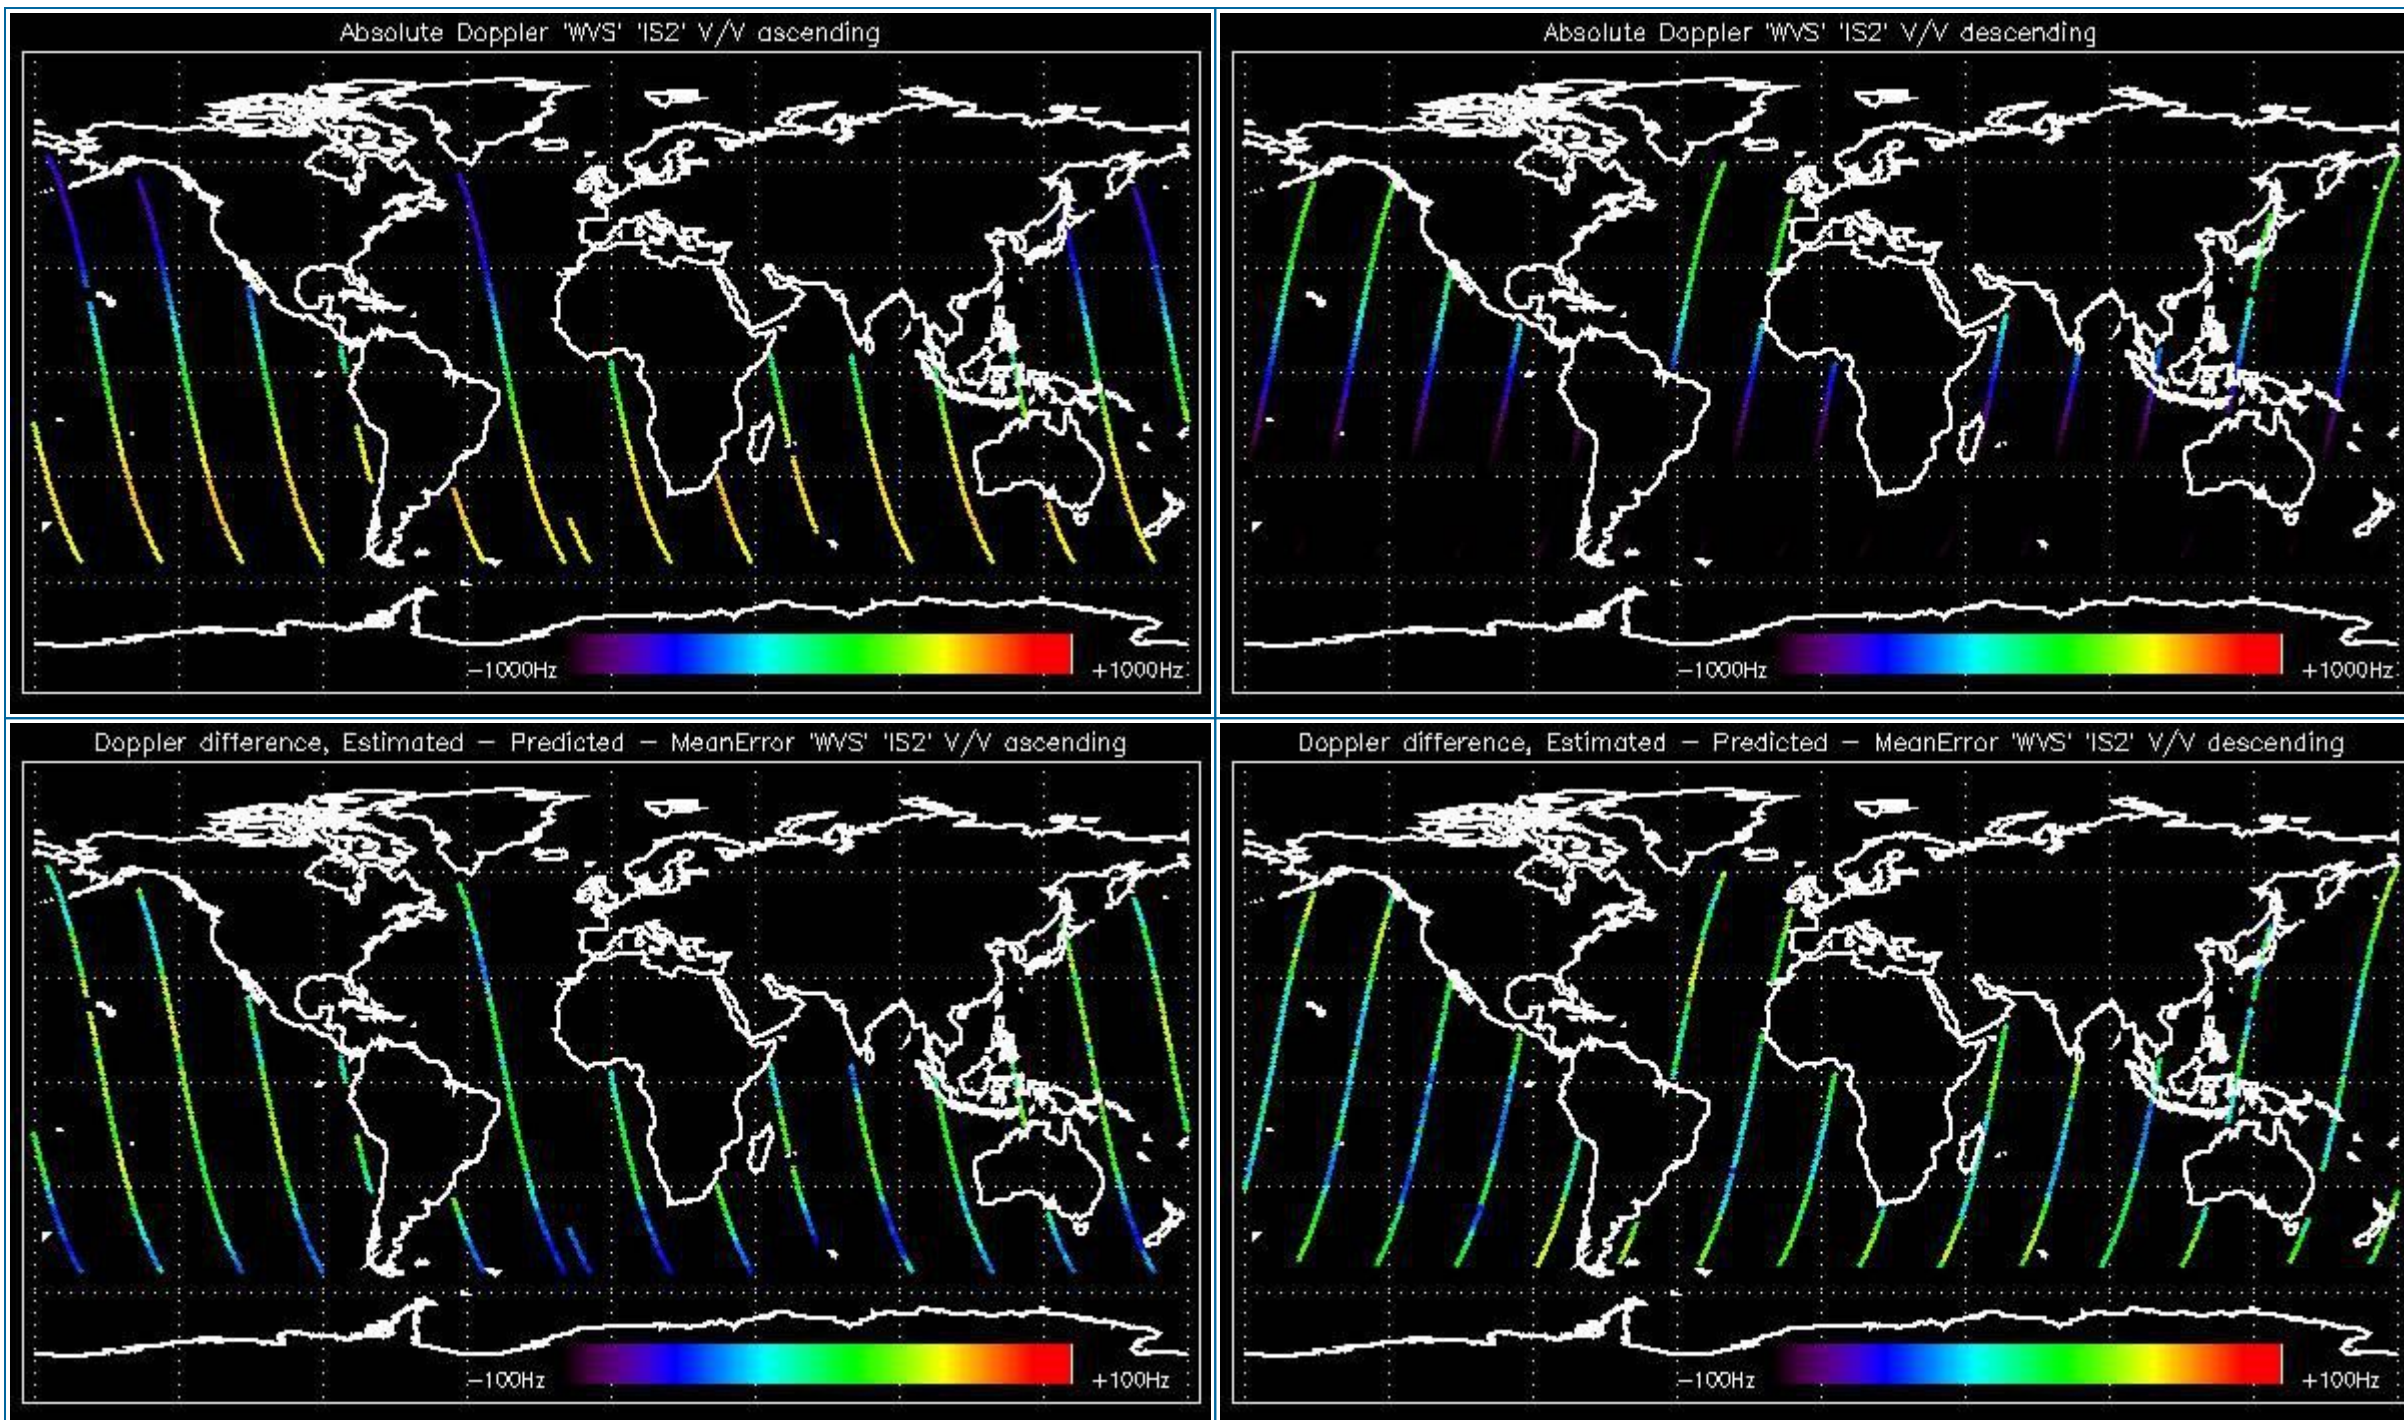 Absolute Doppler 'WVS' 'IS2' V/V ascending
-1000Hz
+1000Hz
Absolute Doppler 'WVS' 'IS2' V/V descending
-1000Hz
+1000Hz
Doppler difference, Estimated - Predicted - MeanError 'WVS' 'IS2' V/V ascending
-100Hz
+100Hz
Doppler difference, Estimated - Predicted - MeanError 'WVS' 'IS2' V/V descending
-100Hz
+100Hz